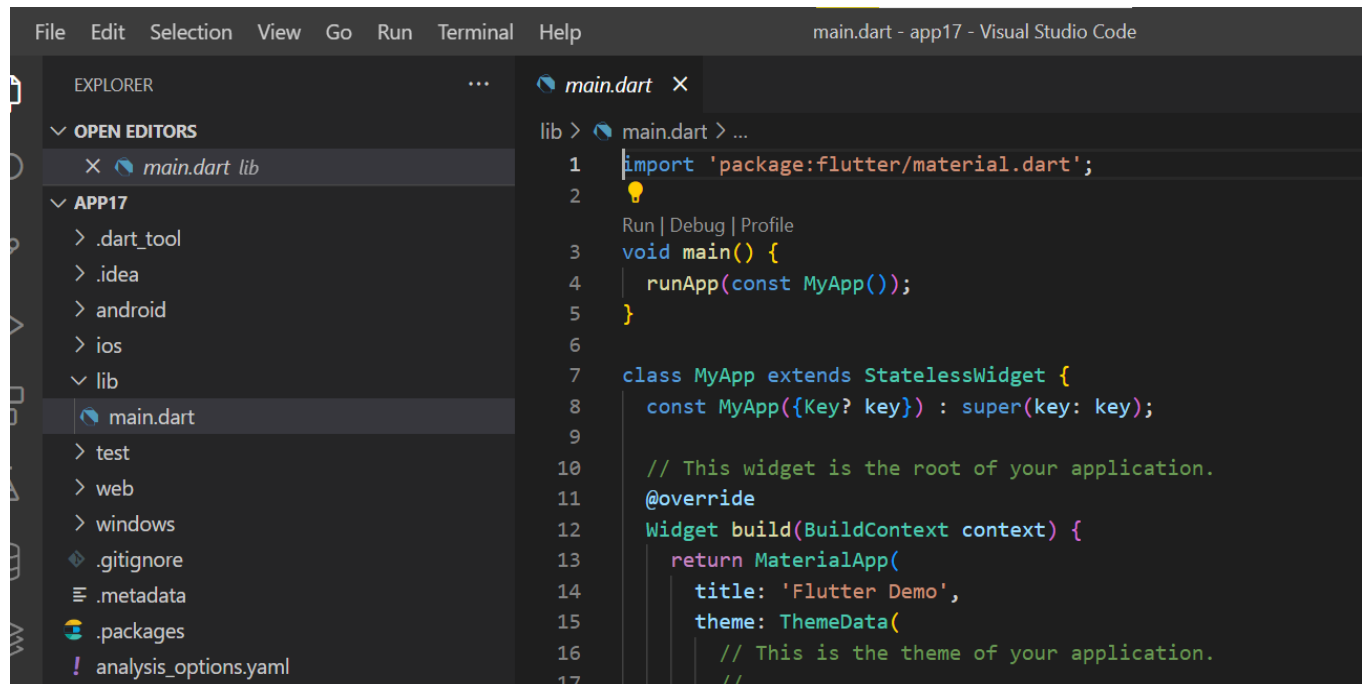 File Edit Selection View Go Run Terminal Help main.dart - app17 - Visual Studio Code
EXPLORER ···
OPEN EDITORS
main.dart lib
APP17
.dart_tool
.idea
android
ios
lib
main.dart
test
web
windows
.gitignore
.metadata
.packages
analysis_options.yaml
main.dart
lib > main.dart > ...
1 import 'package:flutter/material.dart';
2
Run | Debug | Profile
3 void main() {
4 runApp(const MyApp());
5 }
6
7 class MyApp extends StatelessWidget {
8 const MyApp({Key? key}) : super(key: key);
9
10 // This widget is the root of your application.
11 @override
12 Widget build(BuildContext context) {
13 return MaterialApp(
14 title: 'Flutter Demo',
15 theme: ThemeData(
16 // This is the theme of your application.
17 //